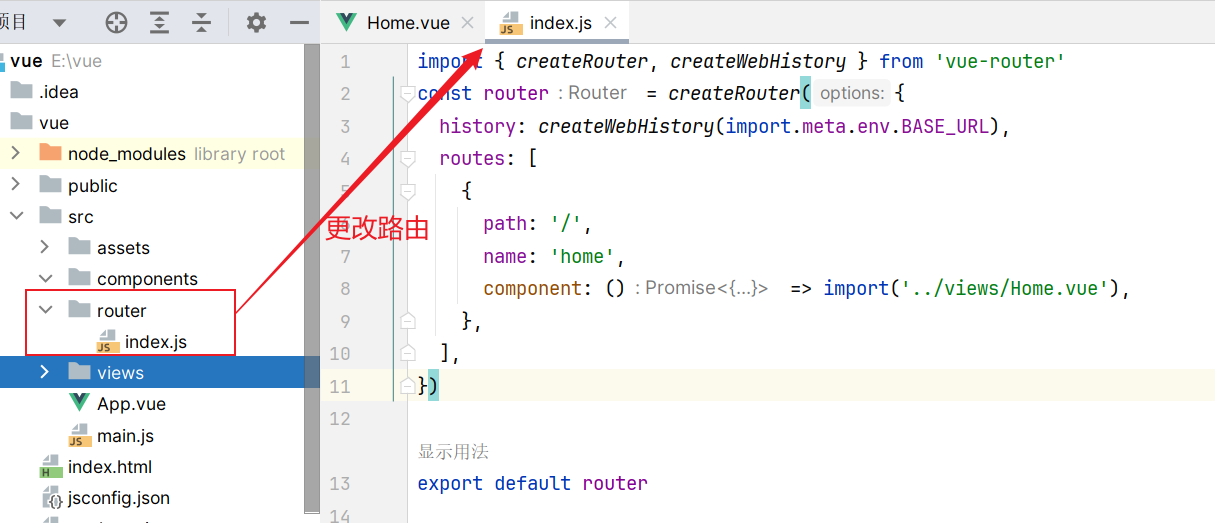 项目
Home.vue
index.js
vue E:\vue
.idea
vue
node_modules library root
public
src
assets
components
router
index.js
views
App.vue
main.js
index.html
jsconfig.json
更改路由
1 import { createRouter, createWebHistory } from 'vue-router'
2 const router : Router = createRouter( options: {
3 history: createWebHistory(import.meta.env.BASE_URL),
4 routes: [
5 {
path: '/',
7 name: 'home',
8 component: () : Promise<{...}> => import('../views/Home.vue'),
9 },
10 ],
11 })
12
显示用法
13 export default router
14